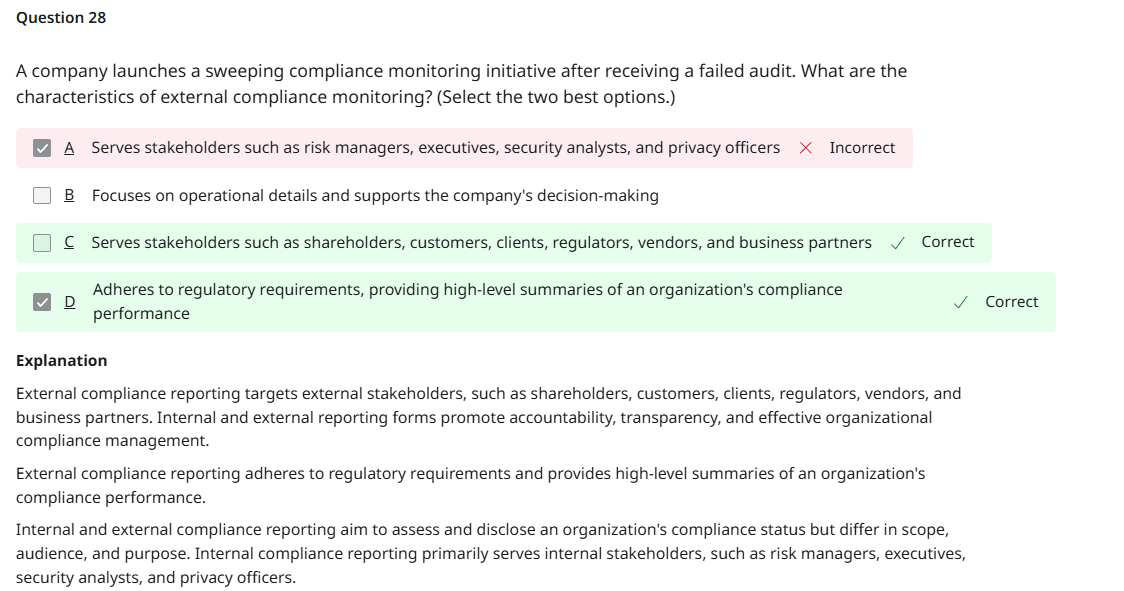 Question 28
A company launches a sweeping compliance monitoring initiative after receiving a failed audit. What are the
characteristics of external compliance monitoring? (Select the two best options.)
A Serves stakeholders such as risk managers, executives, security analysts, and privacy officers Incorrect
B Focuses on operational details and supports the company's decision-making
C Serves stakeholders such as shareholders, customers, clients, regulators, vendors, and business partners Correct
D Adheres to regulatory requirements, providing high-level summaries of an organization's compliance
performance Correct
Explanation
External compliance reporting targets external stakeholders, such as shareholders, customers, clients, regulators, vendors, and
business partners. Internal and external reporting forms promote accountability, transparency, and effective organizational
compliance management.
External compliance reporting adheres to regulatory requirements and provides high-level summaries of an organization's
compliance performance.
Internal and external compliance reporting aim to assess and disclose an organization's compliance status but differ in scope,
audience, and purpose. Internal compliance reporting primarily serves internal stakeholders, such as risk managers, executives,
security analysts, and privacy officers.